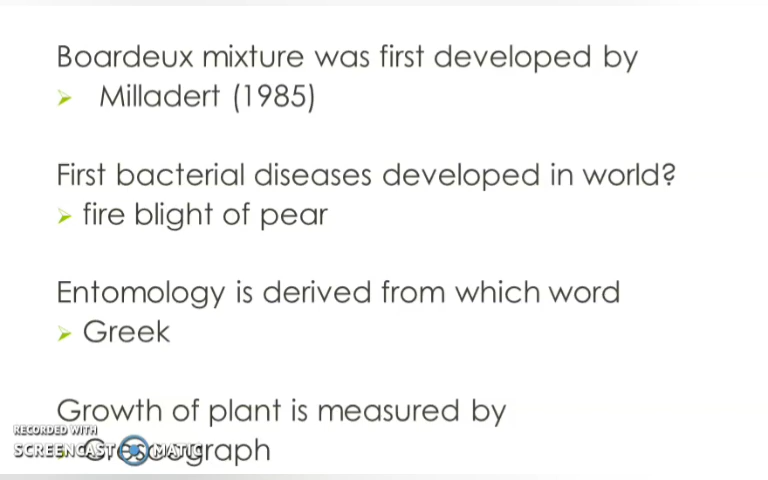 Boardeux mixture was first developed by
➢ Milladert (1985)
First bacterial diseases developed in world?
➢ fire blight of pear
Entomology is derived from which word
➢ Greek
Growth of plant is measured by
RECORDED WITH
SCREENCAST MATIC
Crescograph